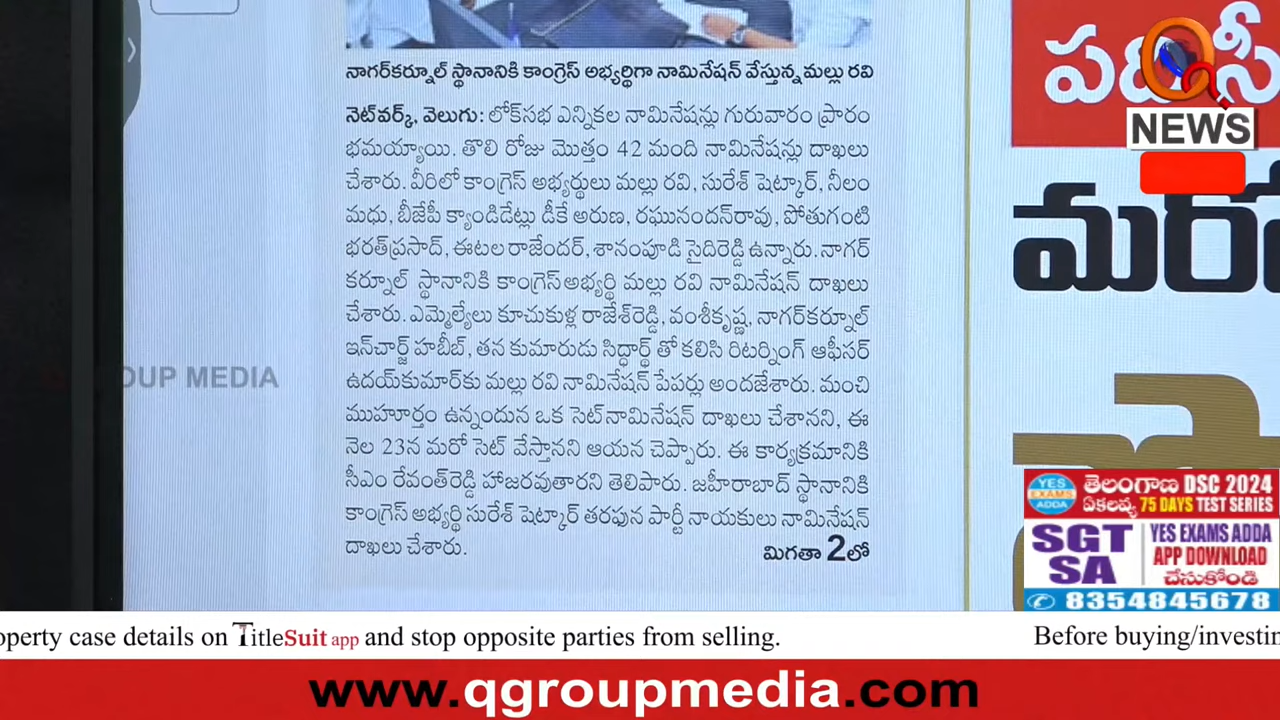 నాగర్‌కర్నూల్ స్థానానికి కాంగ్రెస్ అభ్యర్థిగా నామినేషన్ వేస్తున్న మల్లు రవి
నెట్‌వర్క్, వెలుగు: లోక్‌సభ ఎన్నికల నామినేషన్లు గురువారం ప్రారం
భమయ్యాయి. తొలి రోజు మొత్తం 42 మంది నామినేషన్లు దాఖలు
చేశారు. వీరిలో కాంగ్రెస్ అభ్యర్థులు మల్లు రవి, సురేశ్ షెట్కార్, నీలం
మధు, బీజేపీ క్యాండిడేట్లు డీకే అరుణ, రఘునందన్‌రావు, పోతుగంటి
భరత్‌ప్రసాద్, ఈటల రాజేందర్, శానంపూడి సైదిరెడ్డి ఉన్నారు. నాగర్
కర్నూల్ స్థానానికి కాంగ్రెస్ అభ్యర్థి మల్లు రవి నామినేషన్ దాఖలు
చేశారు. ఎమ్మెల్యేలు కూచుకుళ్ల రాజేశ్‌రెడ్డి, వంశీకృష్ణ, నాగర్‌కర్నూల్
ఇన్‌చార్జ్ హబీబ్, తన కుమారుడు సిద్ధార్థ్ తో కలిసి రిటర్నింగ్ ఆఫీసర్
ఉదయ్‌కుమార్‌కు మల్లు రవి నామినేషన్ పేపర్లు అందజేశారు. మంచి
ముహూర్తం ఉన్నందున ఒక సెట్ నామినేషన్ దాఖలు చేశానని, ఈ
నెల 23న మరో సెట్ వేస్తానని ఆయన చెప్పారు. ఈ కార్యక్రమానికి
సీఎం రేవంత్‌రెడ్డి హాజరవుతారని తెలిపారు. జహీరాబాద్ స్థానానికి
కాంగ్రెస్ అభ్యర్థి సురేశ్ షెట్కార్ తరఫున పార్టీ నాయకులు నామినేషన్
దాఖలు చేశారు.
మిగతా 2లో
OUP MEDIA
NEWS
YES EXAMS ADDA
తెలంగాణ DSC 2024
ఏకలవ్య 75 DAYS TEST SERIES
SGT
SA
YES EXAMS ADDA
APP DOWNLOAD
చేసుకోండి
8354845678
operty case details on TitleSuit app and stop opposite parties from selling.
Before buying/investin
www.qgroupmedia.com